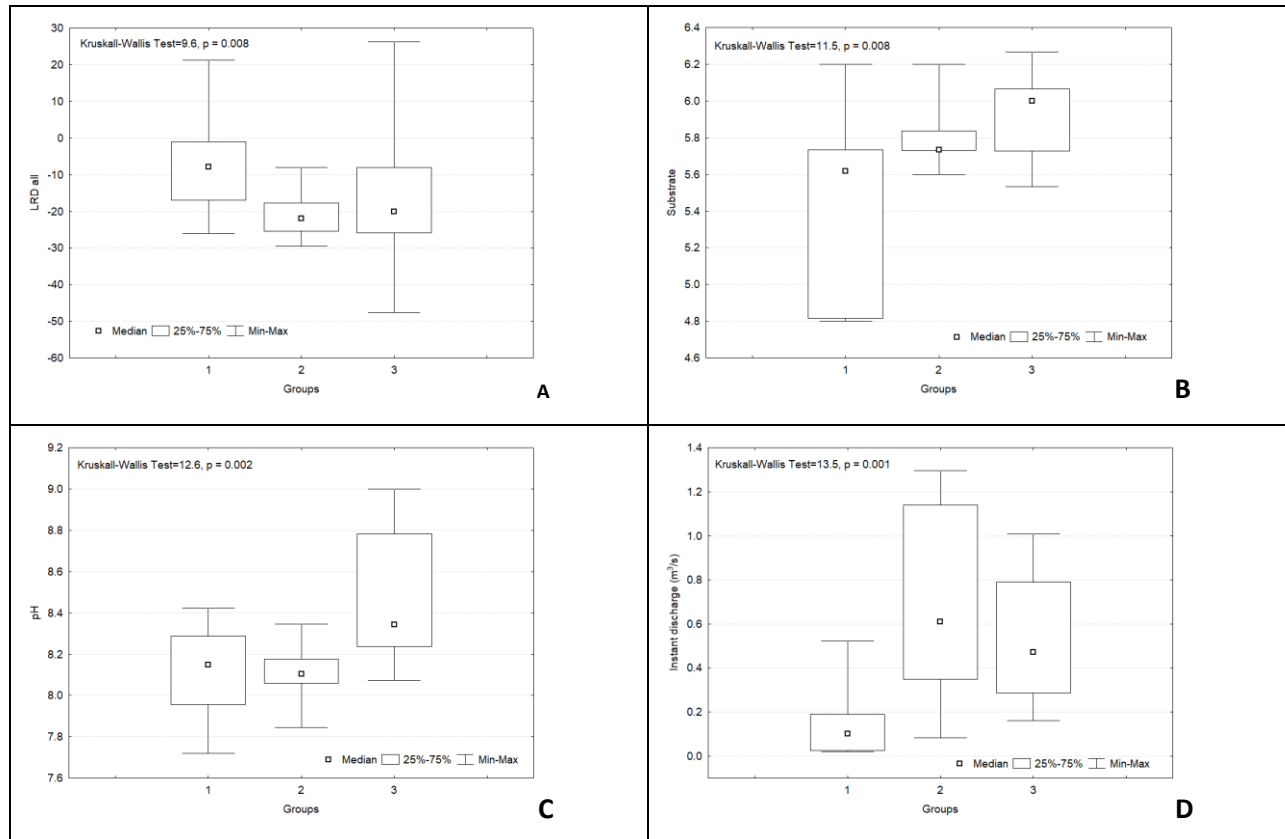 Kruskall-Wallis Test=9.6, p = 0.008
30
20
10
0
-10
-20
-30
-40
-50
-60
LRD all
Median 25%-75% Min-Max
1 2 3
Groups
A
Kruskall-Wallis Test=11.5, p = 0.008
6.4
6.2
6.0
5.8
5.6
5.4
5.2
5.0
4.8
4.6
Substrate
Median 25%-75% Min-Max
1 2 3
Groups
B
Kruskall-Wallis Test=12.6, p = 0.002
9.2
9.0
8.8
8.6
8.4
8.2
8.0
7.8
7.6
pH
Median 25%-75% Min-Max
1 2 3
Groups
C
Kruskall-Wallis Test=13.5, p = 0.001
1.4
1.2
1.0
0.8
0.6
0.4
0.2
0.0
Instant discharge (m³/s)
Median 25%-75% Min-Max
1 2 3
Groups
D